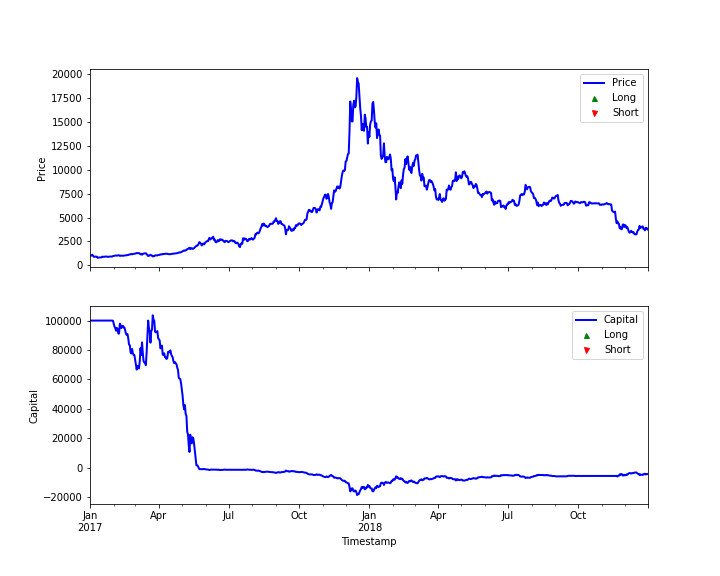 20000
17500
15000
12500
10000
7500
5000
2500
0
Price
Price
Long
Short
100000
80000
60000
40000
20000
0
−20000
Capital
Capital
Long
Short
Jan Apr Jul Oct Jan Apr Jul Oct
2017 2018
Timestamp